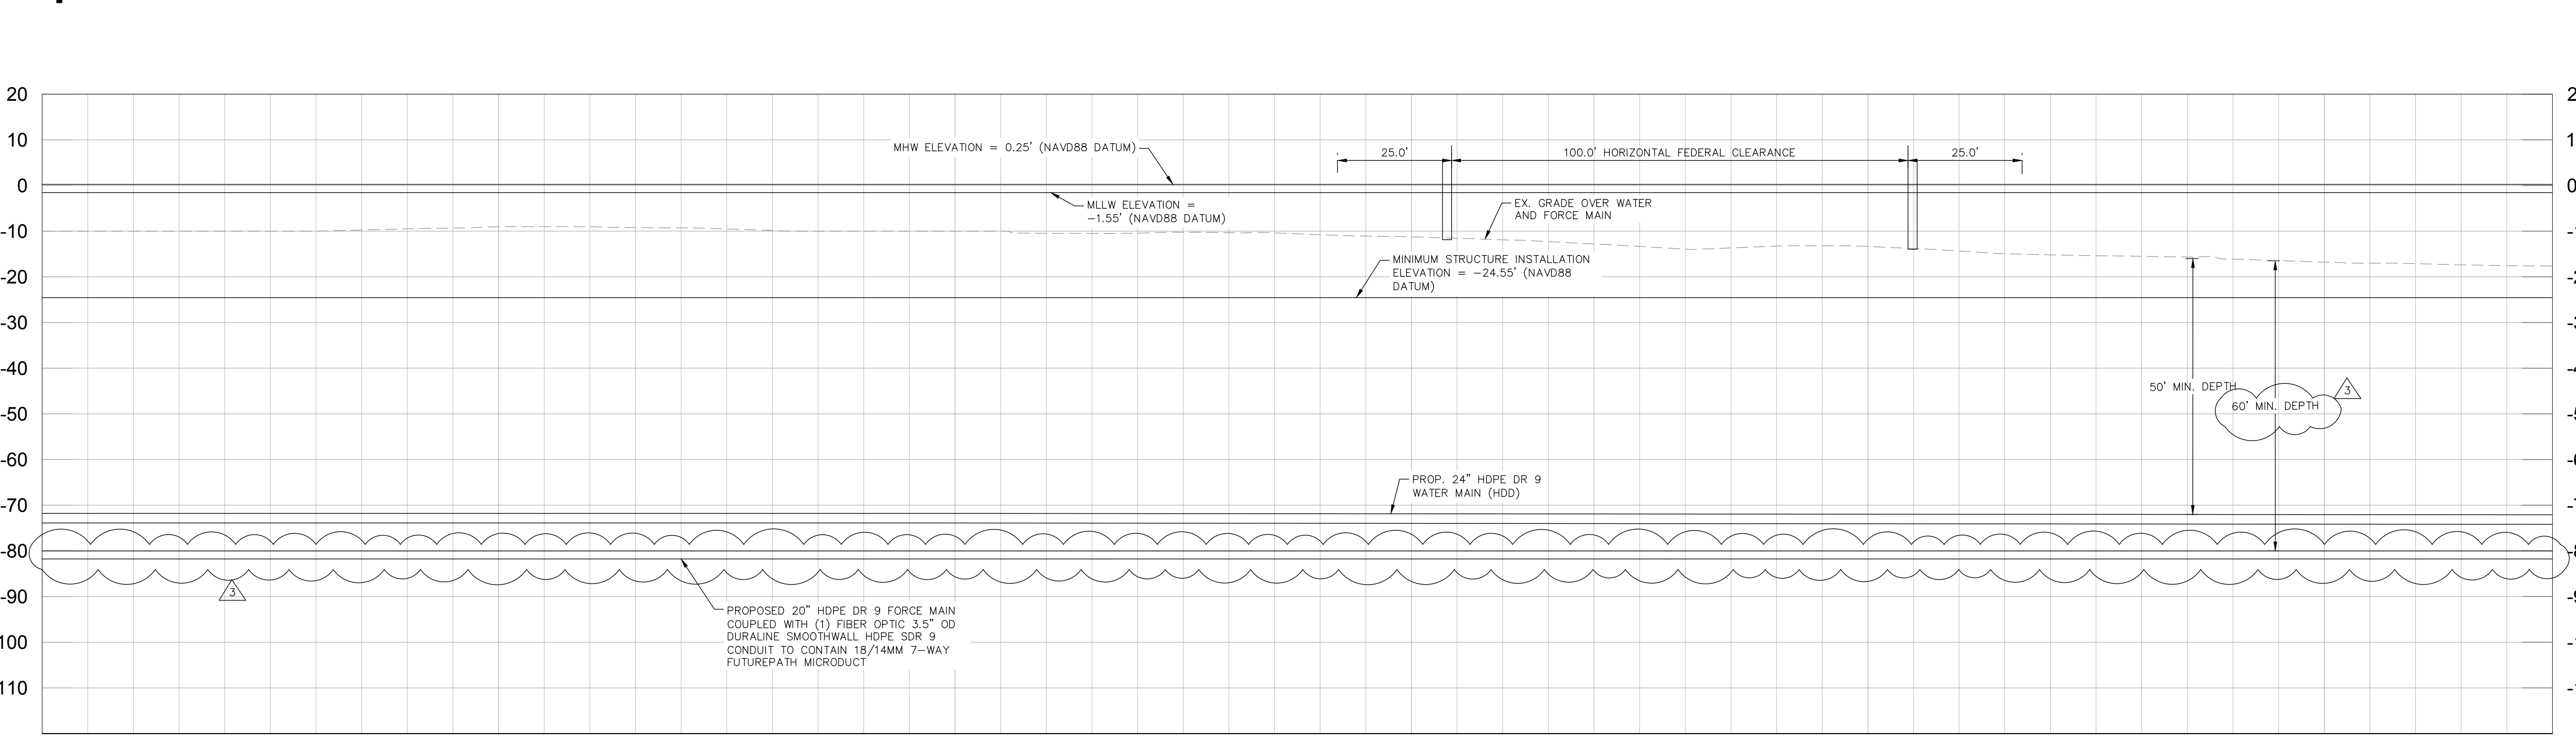 20
10
0
-10
-20
-30
-40
-50
-60
-70
-80
-90
100
110
MHW ELEVATION = 0.25' (NAVD88 DATUM)
MLLW ELEVATION =
-1.55' (NAVD88 DATUM)
25.0'
100.0' HORIZONTAL FEDERAL CLEARANCE
25.0'
EX. GRADE OVER WATER
AND FORCE MAIN
MINIMUM STRUCTURE INSTALLATION
ELEVATION = -24.55' (NAVD88
DATUM)
50' MIN. DEPTH
60' MIN. DEPTH
3
PROP. 24" HDPE DR 9
WATER MAIN (HDD)
3
PROPOSED 20" HDPE DR 9 FORCE MAIN
COUPLED WITH (1) FIBER OPTIC 3.5" OD
DURALINE SMOOTHWALL HDPE SDR 9
CONDUIT TO CONTAIN 18/14MM 7-WAY
FUTUREPATH MICRODUCT
0